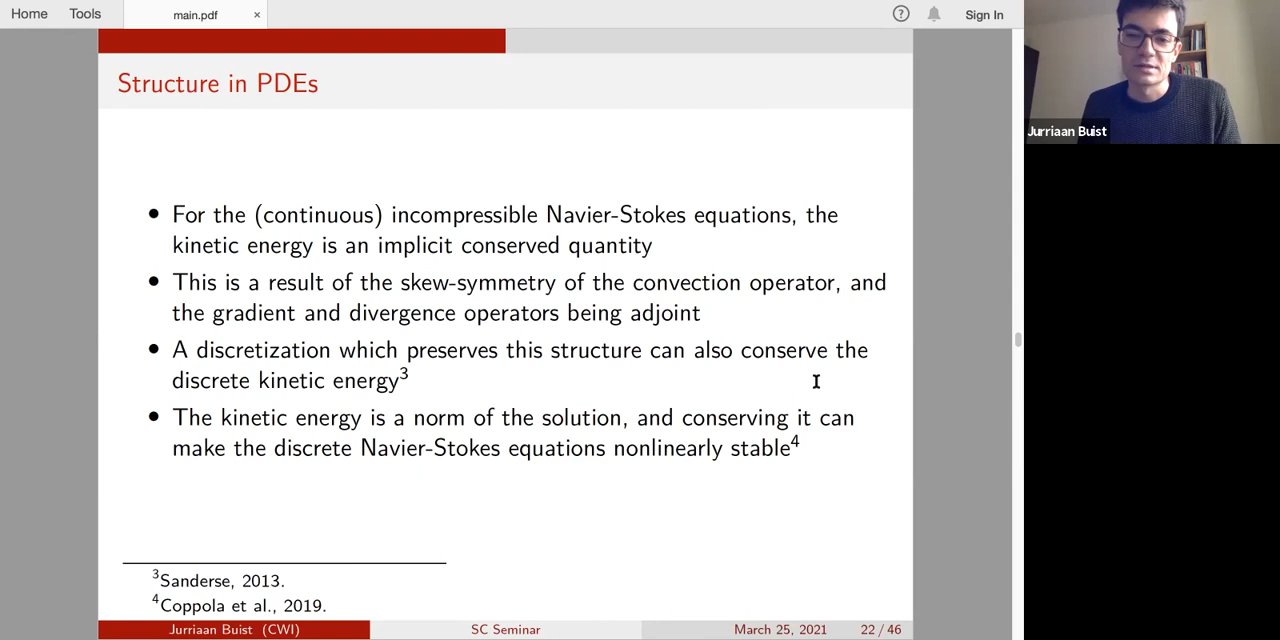 Home Tools main.pdf × ? Sign In
Structure in PDEs
Jurriaan Buist
• For the (continuous) incompressible Navier-Stokes equations, the
kinetic energy is an implicit conserved quantity
• This is a result of the skew-symmetry of the convection operator, and
the gradient and divergence operators being adjoint
• A discretization which preserves this structure can also conserve the
discrete kinetic energy³
• The kinetic energy is a norm of the solution, and conserving it can
make the discrete Navier-Stokes equations nonlinearly stable⁴
³Sanderse, 2013.
⁴Coppola et al., 2019.
Jurriaan Buist (CWI) SC Seminar March 25, 2021 22 / 46